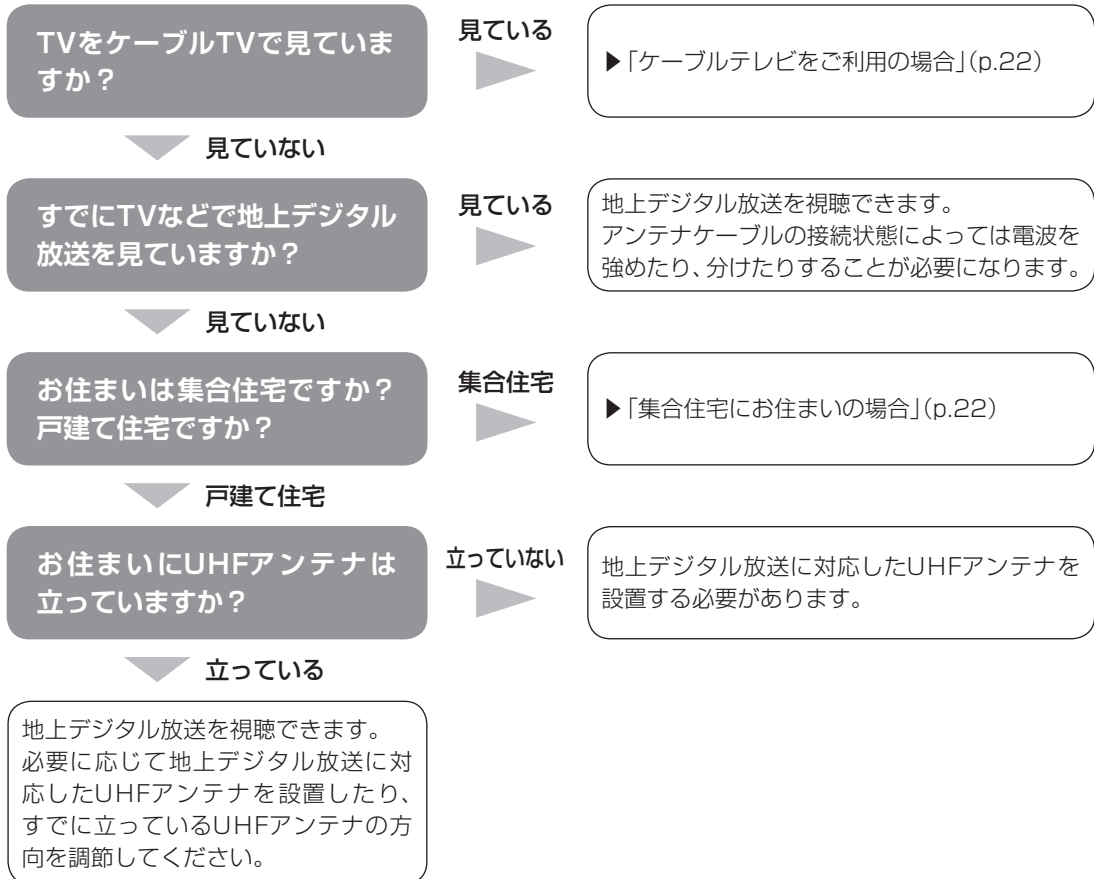 TVをケーブルTVで見ていま
すか？
見ている
▶「ケーブルテレビをご利用の場合」(p.22)
見ていない
すでにTVなどで地上デジタル
放送を見ていますか？
見ている
地上デジタル放送を視聴できます。
アンテナケーブルの接続状態によっては電波を
強めたり、分けたりすることが必要になります。
見ていない
お住まいは集合住宅ですか？
戸建て住宅ですか？
集合住宅
▶「集合住宅にお住まいの場合」(p.22)
戸建て住宅
お住まいにUHFアンテナは
立っていますか？
立っていない
地上デジタル放送に対応したUHFアンテナを
設置する必要があります。
立っている
地上デジタル放送を視聴できます。
必要に応じて地上デジタル放送に対
応したUHFアンテナを設置したり、
すでに立っているUHFアンテナの方
向を調節してください。